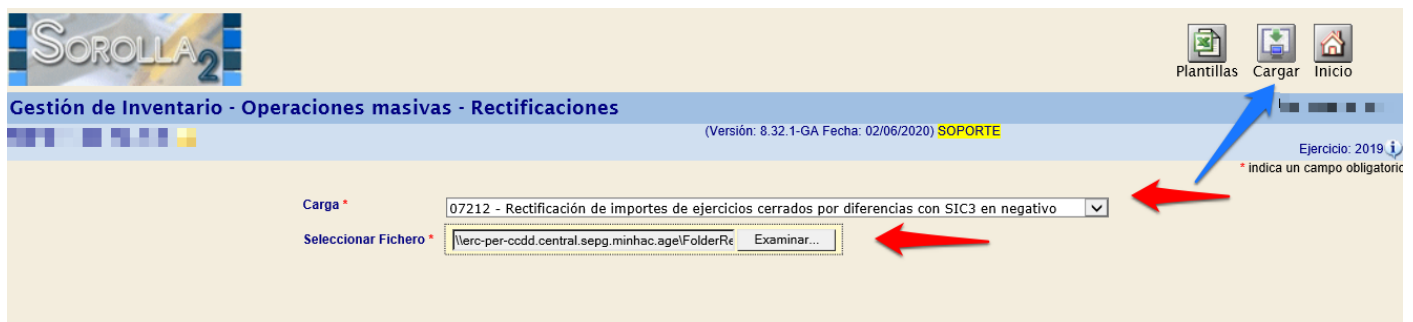 SOROLLA2
Plantillas Cargar Inicio
Gestión de Inventario - Operaciones masivas - Rectificaciones
(Versión: 8.32.1-GA Fecha: 02/06/2020) SOPORTE
Ejercicio: 2019
* indica un campo obligatorio
Carga *
07212 - Rectificación de importes de ejercicios cerrados por diferencias con SIC3 en negativo
Seleccionar Fichero *
\\erc-per-ccdd.central.sepg.minhac.age\FolderRe
Examinar...